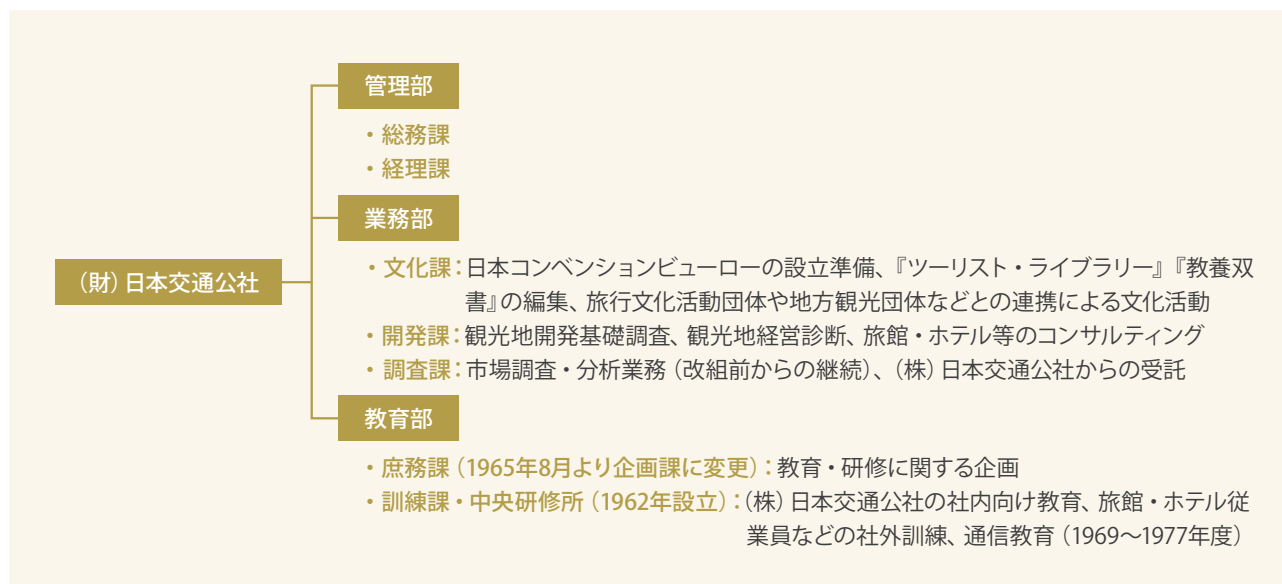 管理部
・総務課
・経理課
業務部
(財)日本交通公社
・文化課：日本コンベンションビューローの設立準備、『ツーリスト・ライブラリー』『教養双
書』の編集、旅行文化活動団体や地方観光団体などとの連携による文化活動
・開発課：観光地開発基礎調査、観光地経営診断、旅館・ホテル等のコンサルティング
・調査課：市場調査・分析業務（改組前からの継続）、（株）日本交通公社からの受託
教育部
・庶務課（1965年8月より企画課に変更）：教育・研修に関する企画
・訓練課・中央研修所（1962年設立）：（株）日本交通公社の社内向け教育、旅館・ホテル従
業員などの社外訓練、通信教育（1969〜1977年度）